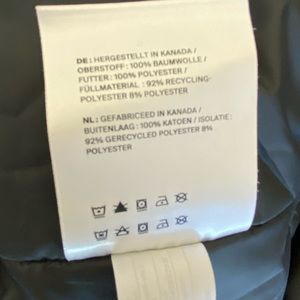 DE: HERGESTELLT IN KANADA /
OBERSTOFF: 100% BAUMWOLLE /
FUTTER: 100% POLYESTER /
FÜLLMATERIAL : 92% RECYCLING-
POLYESTER 8% POLYESTER
NL: GEFABRICEERD IN KANADA /
BUITENLAAG : 100% KATOEN / ISOLATIE :
92% GERECYCLED POLYESTER 8%
POLYESTER